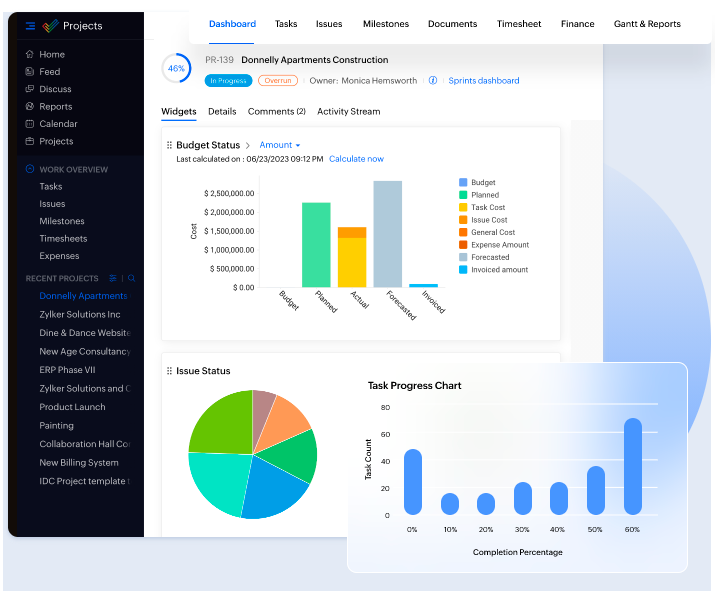 Projects
Home
Feed
Discuss
Reports
Calendar
Projects
WORK OVERVIEW
Tasks
Issues
Milestones
Timesheets
Expenses
RECENT PROJECTS
Donnelly Apartments
Zylker Solutions Inc
Dine & Dance Website
New Age Consultancy
ERP Phase VII
Zylker Solutions and C
Product Launch
Painting
Collaboration Hall Co
New Billing System
IDC Project template
Dashboard Tasks Issues Milestones Documents Timesheet Finance Gantt & Reports
46%
PR-139 Donnelly Apartments Construction
In Progress Overrun Owner: Monica Hemsworth Sprints dashboard
Widgets Details Comments (2) Activity Stream
Budget Status > Amount
Last calculated on : 06/23/2023 09:12 PM Calculate now
Cost
$ 2,500,000.00
$ 2,000,000.00
$ 1,500,000.00
$ 1,000,000.00
$ 500,000.00
$ 0.00
Budget
Planned
Actual
Forecasted
Invoiced
Budget
Planned
Task Cost
Issue Cost
General Cost
Expense Amount
Forecasted
Invoiced amount
Issue Status
Task Progress Chart
Task Count
80
60
40
20
0
0% 10% 20% 30% 40% 50% 60%
Completion Percentage